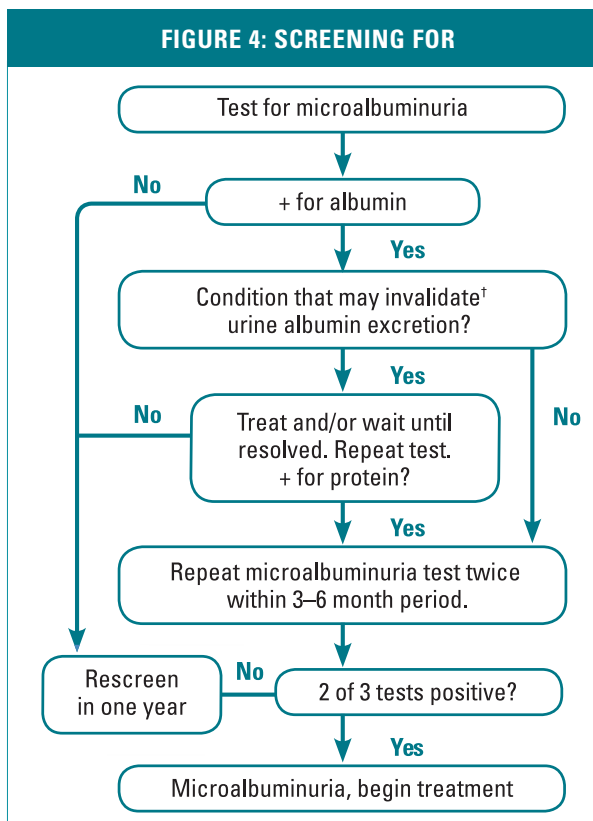 FIGURE 4: SCREENING FOR
Test for microalbuminuria
No
+ for albumin
Yes
Condition that may invalidate†
urine albumin excretion?
Yes
No
No
Treat and/or wait until
resolved. Repeat test.
+ for protein?
Yes
Repeat microalbuminuria test twice
within 3–6 month period.
Rescreen
in one year
No
2 of 3 tests positive?
Yes
Microalbuminuria, begin treatment